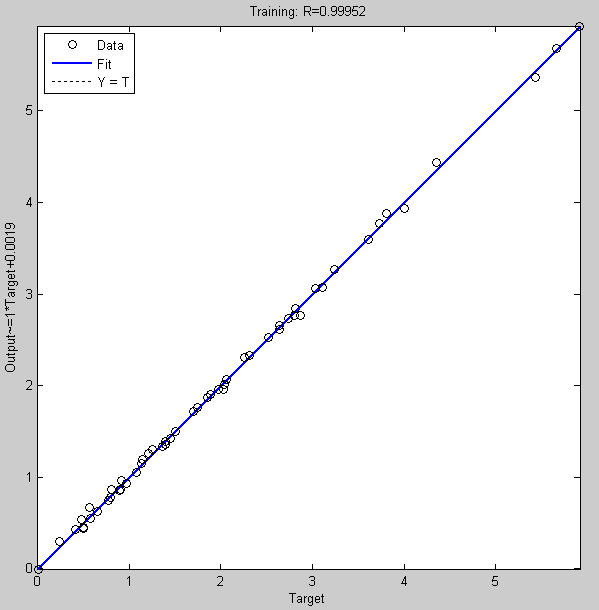 Training: R=0.99952
Data
Fit
Y = T
Output~=1*Target+0.0019
5
4
3
2
1
0
0 1 2 3 4 5
Target